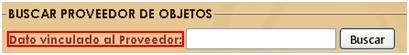 BUSCAR PROVEEDOR DE OBJETOS
Dato vinculado al Proveedor: Buscar